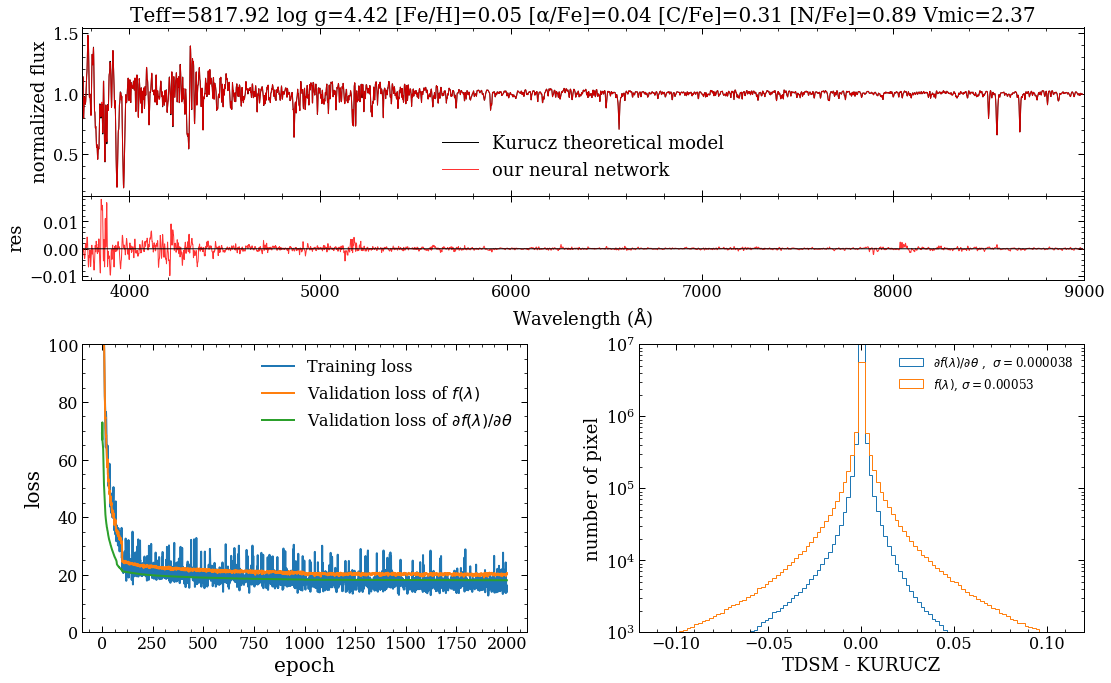 Teff=5817.92 log g=4.42 [Fe/H]=0.05 [α/Fe]=0.04 [C/Fe]=0.31 [N/Fe]=0.89 Vmic=2.37
normalized flux
1.5
1.0
0.5
Kurucz theoretical model
our neural network
res
0.01
0.00
−0.01
4000 5000 6000 7000 8000 9000
Wavelength (Å)
loss
100
80
60
40
20
0
Training loss
Validation loss of f(λ)
Validation loss of ∂f(λ)/∂θ
0 250 500 750 1000 1250 1500 1750 2000
epoch
number of pixel
10⁷
10⁶
10⁵
10⁴
10³
∂f(λ)/∂θ , σ = 0.000038
f(λ), σ = 0.00053
−0.10 −0.05 0.00 0.05 0.10
TDSM - KURUCZ